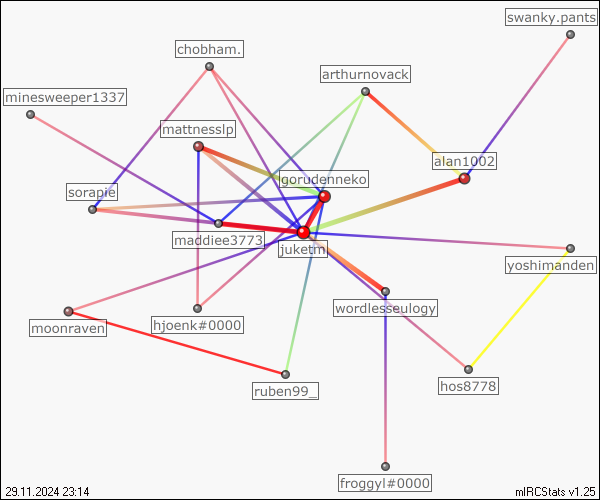 swanky.pants
chobham.
arthurnovack
minesweeper1337
mattnesslp
alan1002
gorudenneko
sorapie
maddiee3773
juketm
yoshimanden
wordlesseulogy
moonraven
hjoenk#0000
hos8778
ruben99_
froggyl#0000
29.11.2024 23:14
mIRCStats v1.25